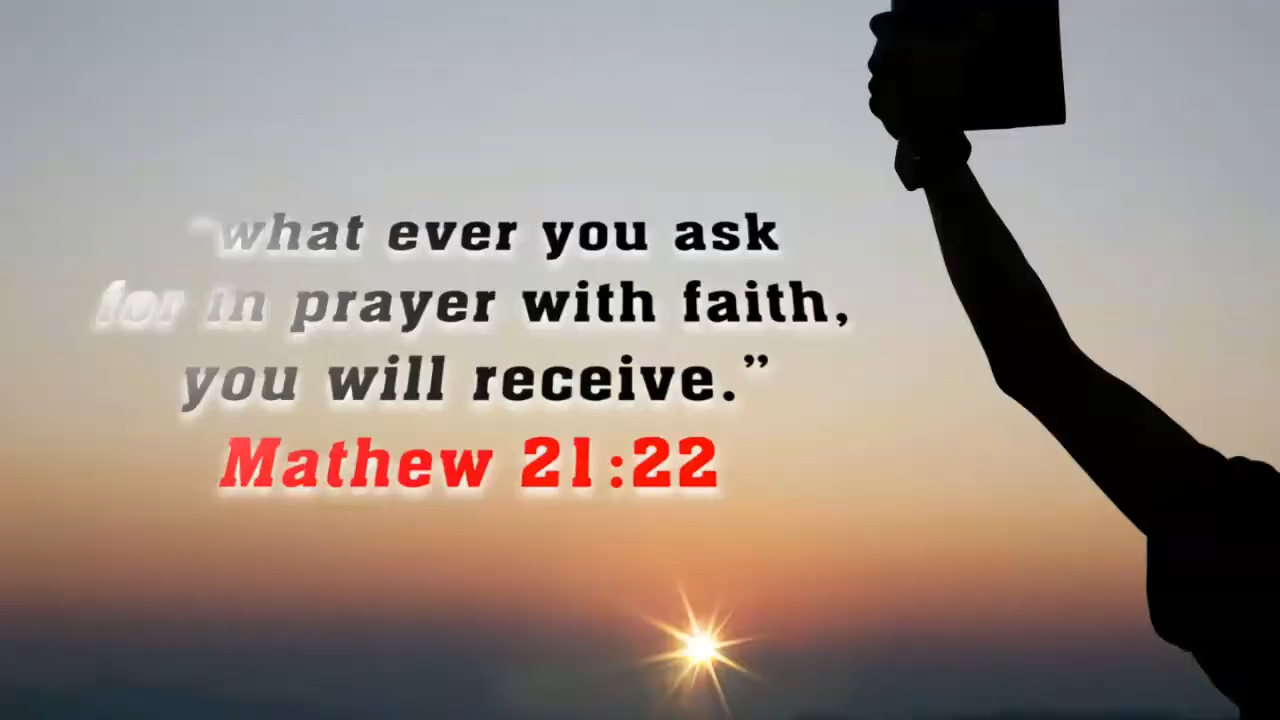 "what ever you ask
for in prayer with faith,
you will receive.”
Mathew 21:22